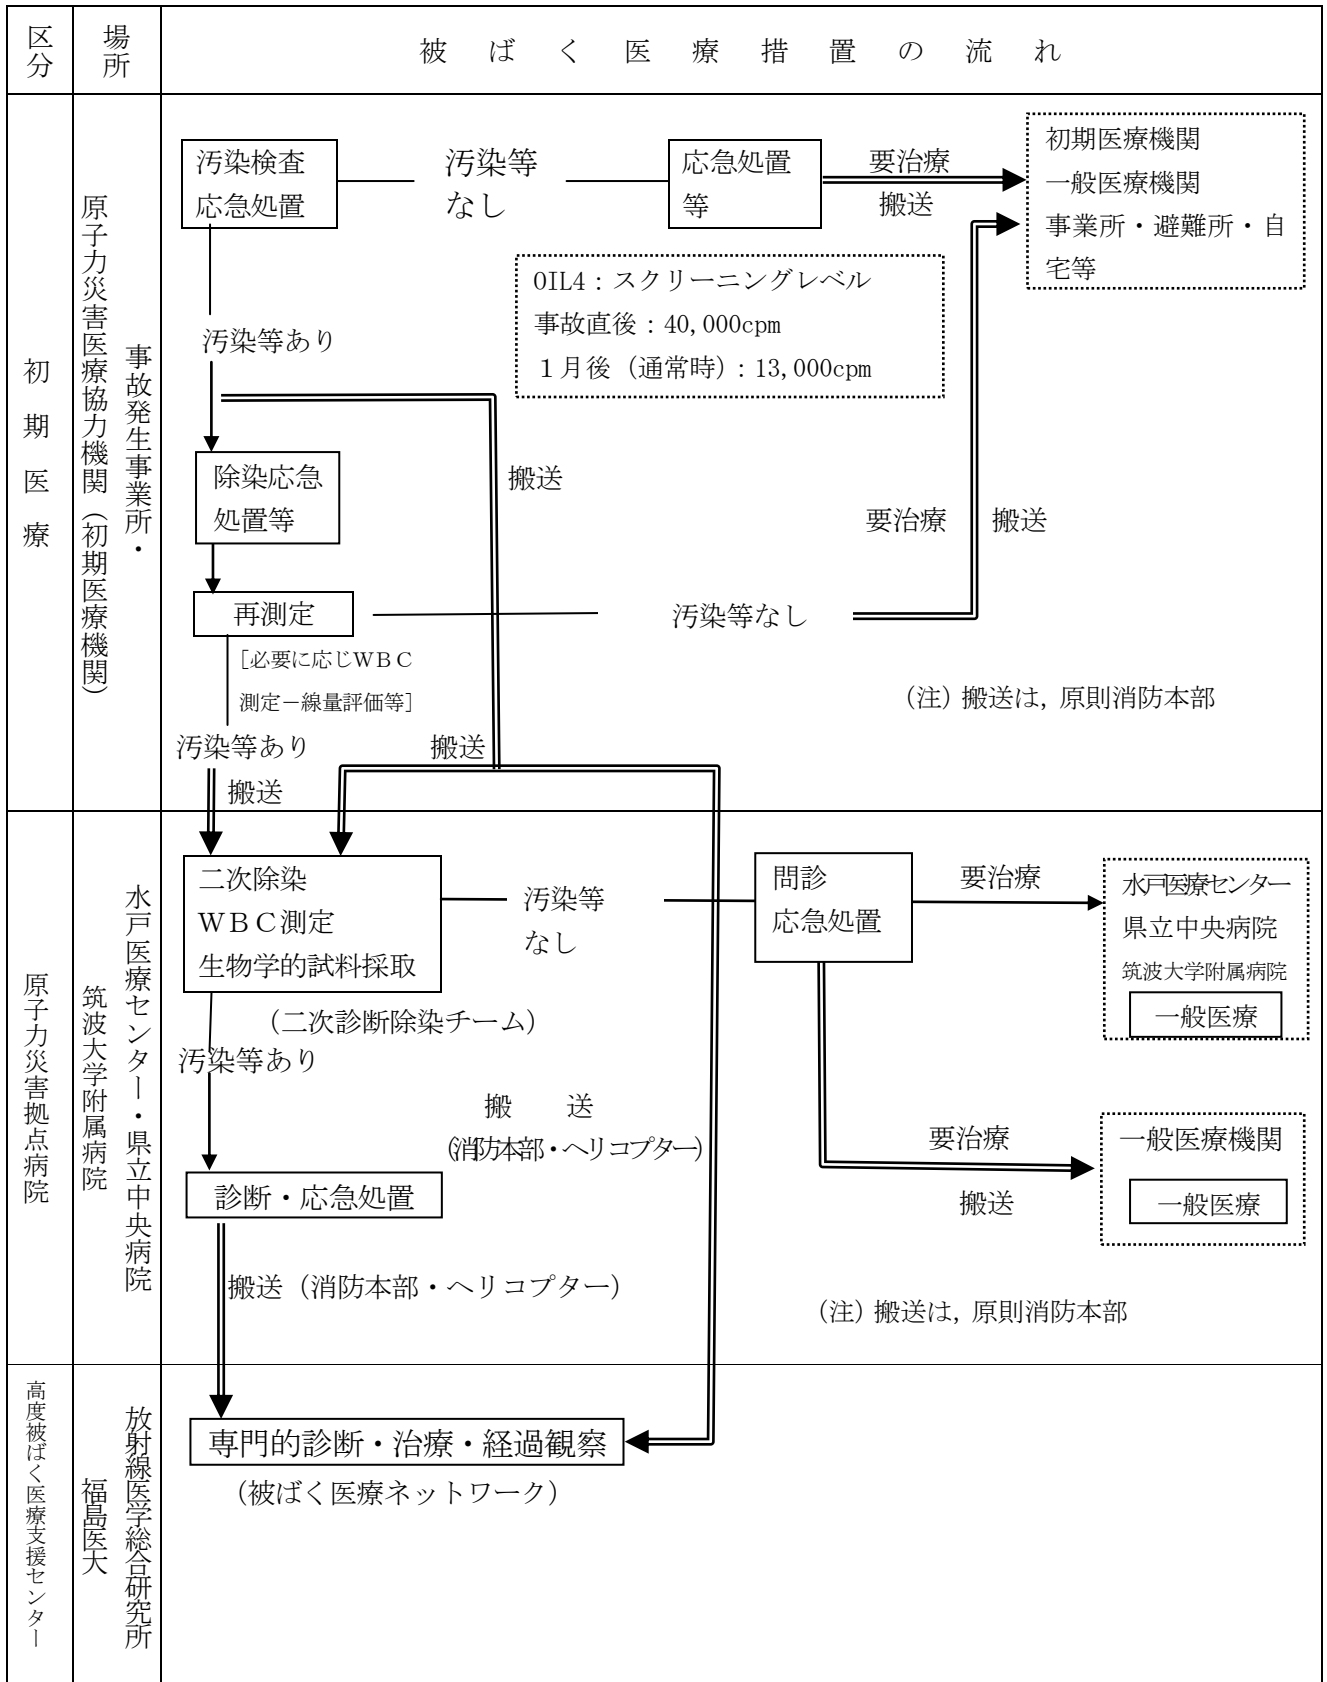 区分
場所
被ばく医療措置の流れ
初期医療
事故発生事業所・
原子力災害医療協力機関（初期医療機関）
汚染検査
応急処置
汚染等
なし
応急処置
等
要治療
搬送
初期医療機関
一般医療機関
事業所・避難所・自
宅等
OIL4：スクリーニングレベル
事故直後：40,000cpm
１月後（通常時）：13,000cpm
汚染等あり
搬送
除染応急
処置等
要治療
搬送
再測定
汚染等なし
［必要に応じＷＢＣ
測定－線量評価等］
（注）搬送は，原則消防本部
汚染等あり
搬送
搬送
原子力災害拠点病院
水戸医療センター・県立中央病院
筑波大学附属病院
二次除染
ＷＢＣ測定
生物学的試料採取
汚染等
なし
問診
応急処置
要治療
水戸医療センター
県立中央病院
筑波大学附属病院
一般医療
（二次診断除染チーム）
汚染等あり
搬　送
（消防本部・ヘリコプター）
要治療
搬送
一般医療機関
一般医療
診断・応急処置
搬送（消防本部・ヘリコプター）
（注）搬送は，原則消防本部
高度被ばく医療支援センター
放射線医学総合研究所
福島医大
専門的診断・治療・経過観察
（被ばく医療ネットワーク）